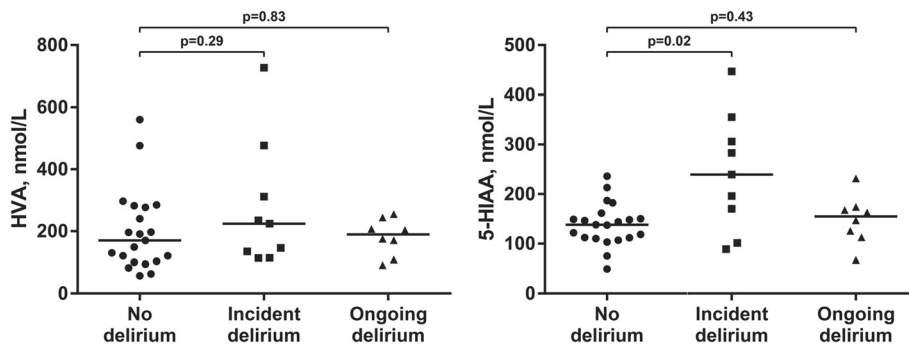 p=0.83
p=0.29
800
600
400
200
0
HVA, nmol/L
No delirium
Incident delirium
Ongoing delirium
p=0.43
p=0.02
500
400
300
200
100
0
5-HIAA, nmol/L
No delirium
Incident delirium
Ongoing delirium